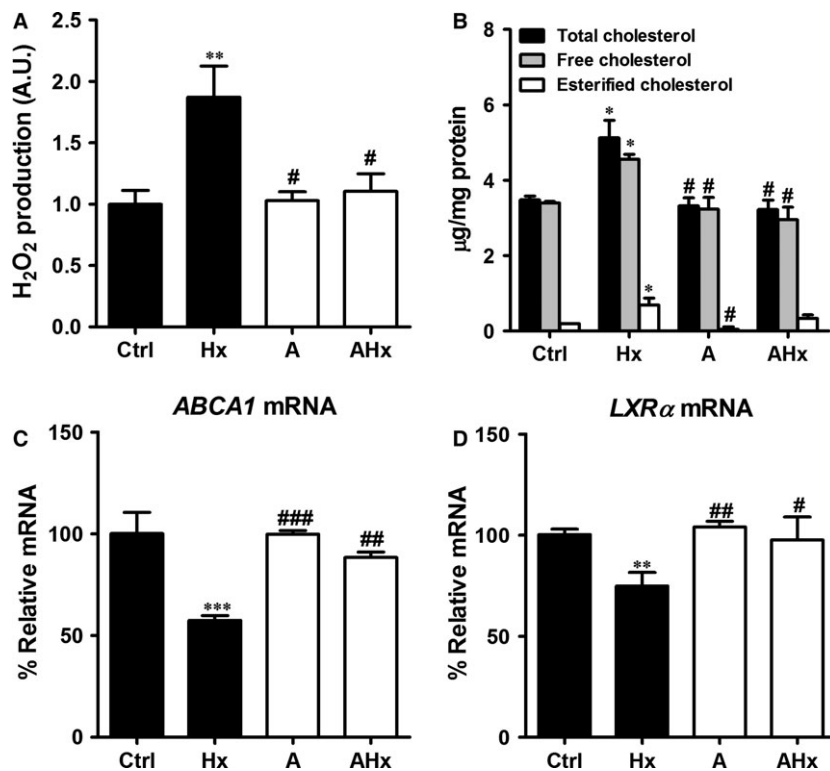 A
H₂O₂ production (A.U.)
2.5
2.0
1.5
1.0
0.5
0.0
**
#
#
Ctrl Hx A AHx
B
Total cholesterol
Free cholesterol
Esterified cholesterol
µg/mg protein
8
6
4
2
0
* *
*
# #
#
# #
Ctrl Hx A AHx
C
ABCA1 mRNA
% Relative mRNA
150
100
50
0
***
###
##
Ctrl Hx A AHx
D
LXRα mRNA
% Relative mRNA
150
100
50
0
**
##
#
Ctrl Hx A AHx